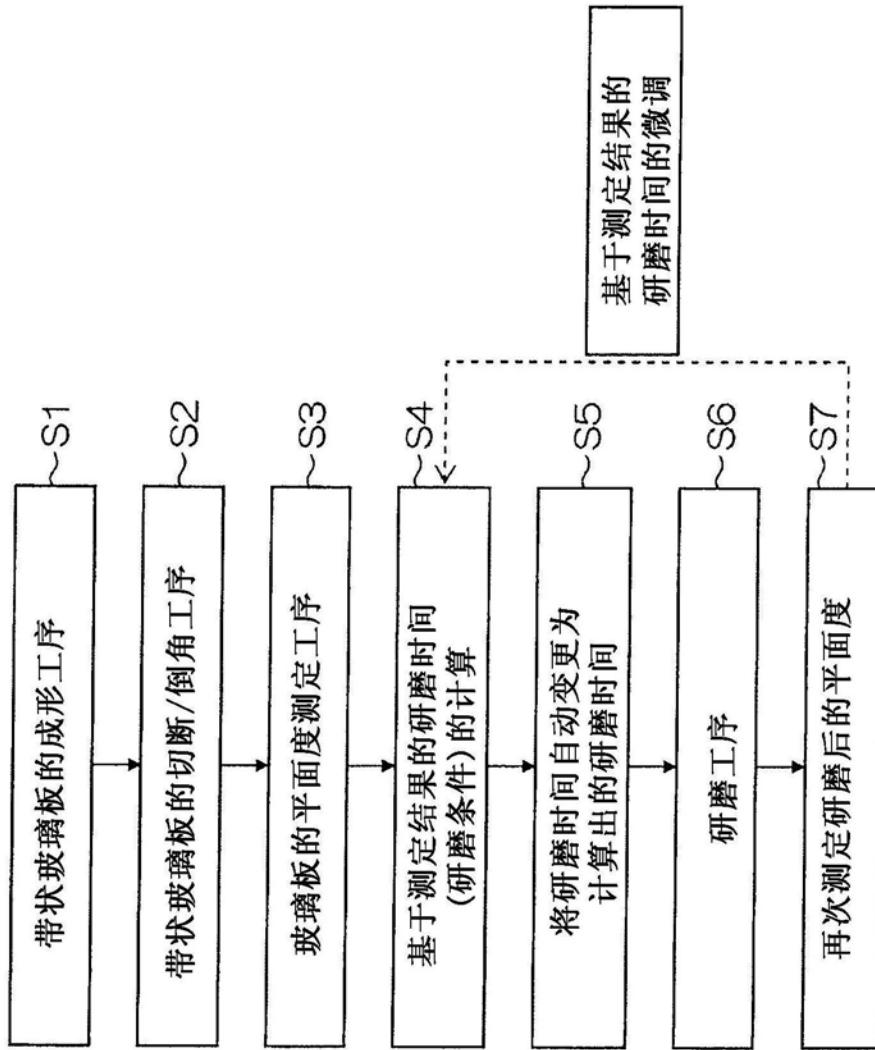 带状玻璃板的成形工序
~S1
带状玻璃板的切断/倒角工序
~S2
玻璃板的平面度测定工序
~S3
基于测定结果的研磨时间
(研磨条件)的计算
~S4
将研磨时间自动变更为
计算出的研磨时间
~S5
研磨工序
~S6
再次测定研磨后的平面度
~S7
基于测定结果的
研磨时间的微调